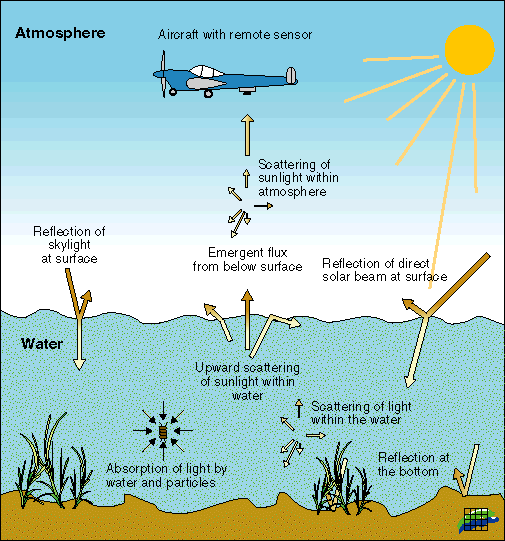 Atmosphere
Aircraft with remote sensor
Scattering of
sunlight within
atmosphere
Reflection of
skylight
at surface
Emergent flux
from below surface
Reflection of direct
solar beam at surface
Water
Upward scattering
of sunlight within
water
Scattering of light
within the water
Absorption of light by
water and particles
Reflection at
the bottom